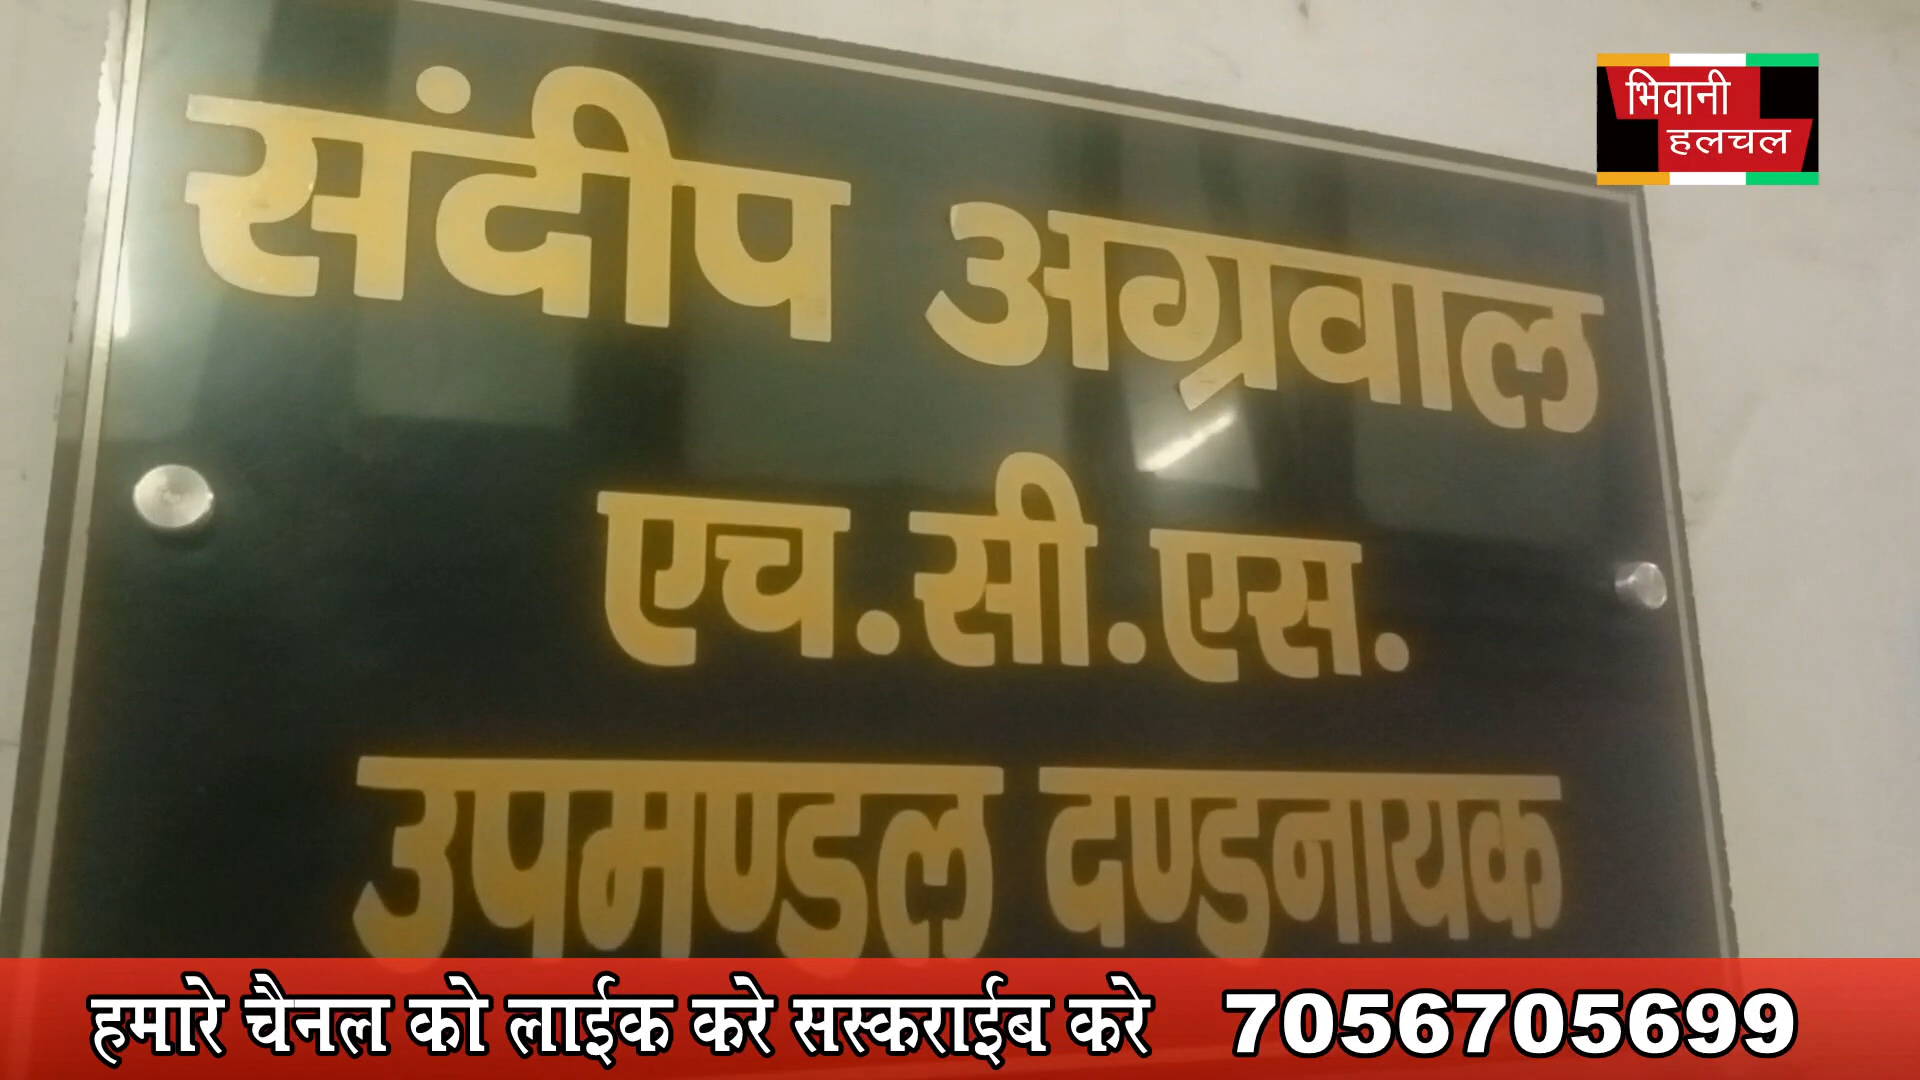 भिवानी
हलचल
संदीप अग्रवाल
एच.सी.एस.
उपमण्डल दण्डनायक
हमारे चैनल को लाईक करे सस्कराईब करे 7056705699